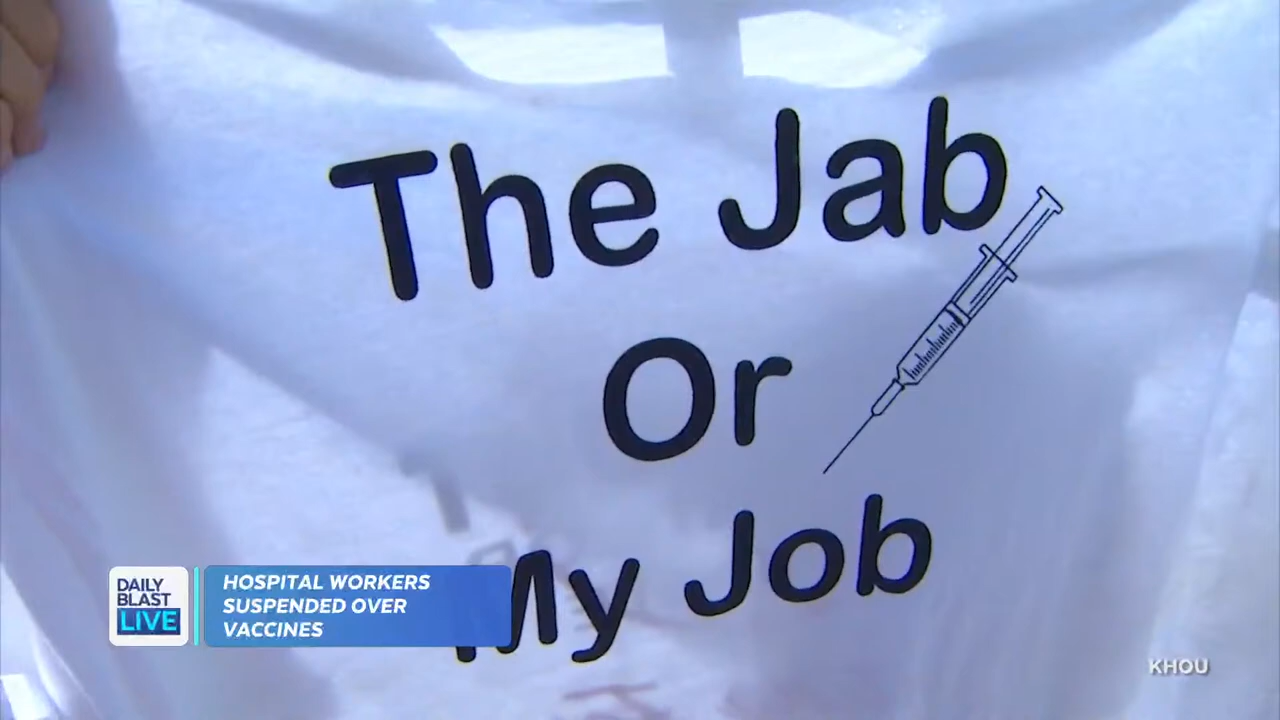 The Jab
Or
My Job
DAILY
BLAST
LIVE
HOSPITAL WORKERS
SUSPENDED OVER
VACCINES
KHOU